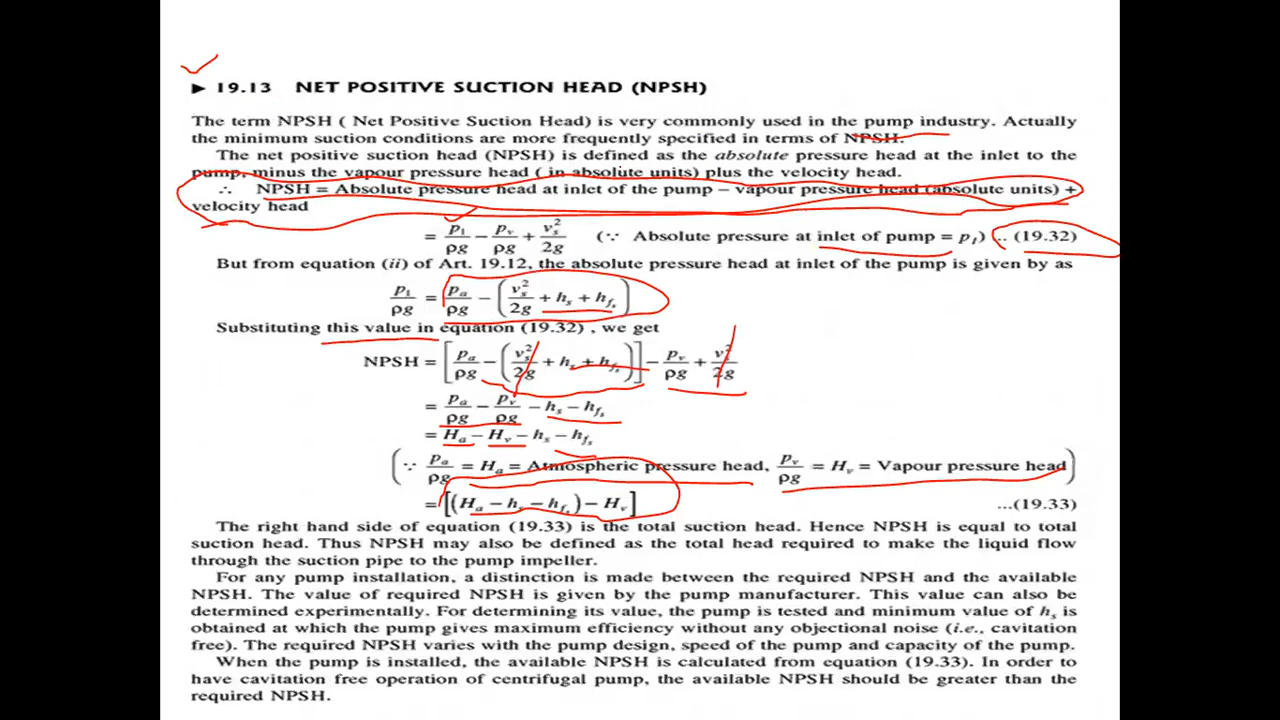 ► 19.13 NET POSITIVE SUCTION HEAD (NPSH)
The term NPSH ( Net Positive Suction Head) is very commonly used in the pump industry. Actually
the minimum suction conditions are more frequently specified in terms of NPSH.
The net positive suction head (NPSH) is defined as the absolute pressure head at the inlet to the
pump, minus the vapour pressure head ( in absolute units) plus the velocity head.
∴ NPSH = Absolute pressure head at inlet of the pump – vapour pressure head (absolute units) +
velocity head
= p₁/ρg – pᵥ/ρg + vₛ²/2g (∵ Absolute pressure at inlet of pump = p₁) ... (19.32)
But from equation (ii) of Art. 19.12, the absolute pressure head at inlet of the pump is given by as
p₁/ρg = pₐ/ρg – (vₛ²/2g + hₛ + h_fₛ)
Substituting this value in equation (19.32) , we get
NPSH = [pₐ/ρg – (vₛ²/2g + hₛ + h_fₛ)] – pᵥ/ρg + vₛ²/2g
= pₐ/ρg – pᵥ/ρg – hₛ – h_fₛ
= Hₐ – Hᵥ – hₛ – h_fₛ
(∵ pₐ/ρg = Hₐ = Atmospheric pressure head, pᵥ/ρg = Hᵥ = Vapour pressure head)
= [(Hₐ – hₛ – h_fₛ) – Hᵥ] ...(19.33)
The right hand side of equation (19.33) is the total suction head. Hence NPSH is equal to total
suction head. Thus NPSH may also be defined as the total head required to make the liquid flow
through the suction pipe to the pump impeller.
For any pump installation, a distinction is made between the required NPSH and the available
NPSH. The value of required NPSH is given by the pump manufacturer. This value can also be
determined experimentally. For determining its value, the pump is tested and minimum value of hₛ is
obtained at which the pump gives maximum efficiency without any objectional noise (i.e., cavitation
free). The required NPSH varies with the pump design, speed of the pump and capacity of the pump.
When the pump is installed, the available NPSH is calculated from equation (19.33). In order to
have cavitation free operation of centrifugal pump, the available NPSH should be greater than the
required NPSH.